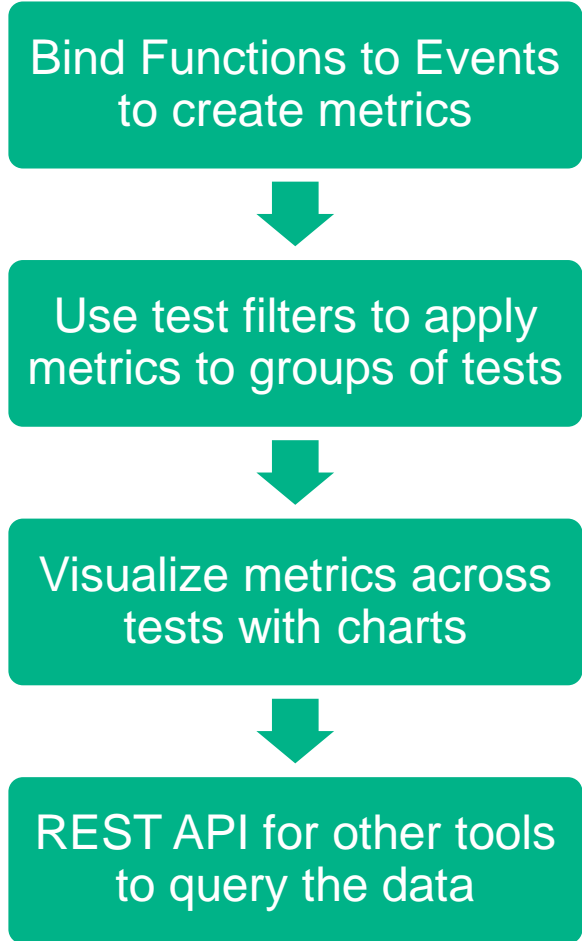 Bind Functions to Events
to create metrics
Use test filters to apply
metrics to groups of tests
Visualize metrics across
tests with charts
REST API for other tools
to query the data